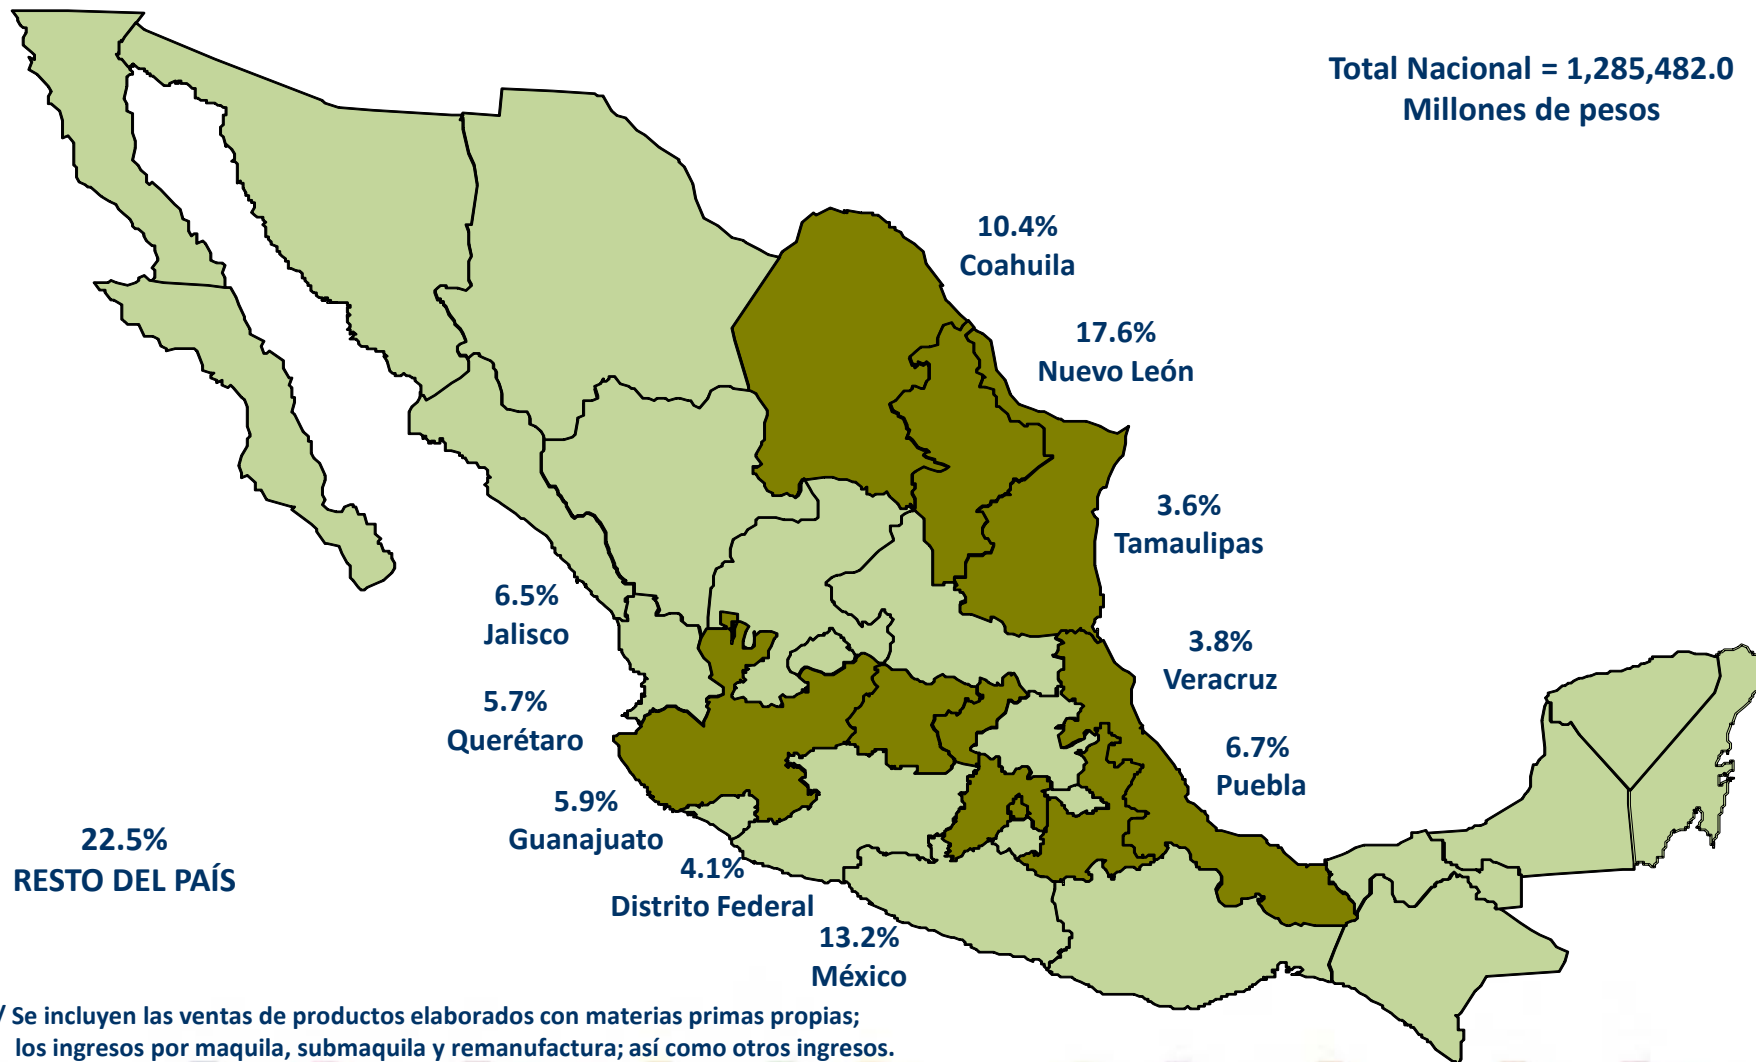 Total Nacional = 1,285,482.0
Millones de pesos
10.4%
Coahuila
17.6%
Nuevo León
3.6%
Tamaulipas
6.5%
Jalisco
3.8%
Veracruz
5.7%
Querétaro
6.7%
Puebla
5.9%
Guanajuato
22.5%
RESTO DEL PAÍS
4.1%
Distrito Federal
13.2%
México
/ Se incluyen las ventas de productos elaborados con materias primas propias;
los ingresos por maquila, submaquila y remanufactura; así como otros ingresos.